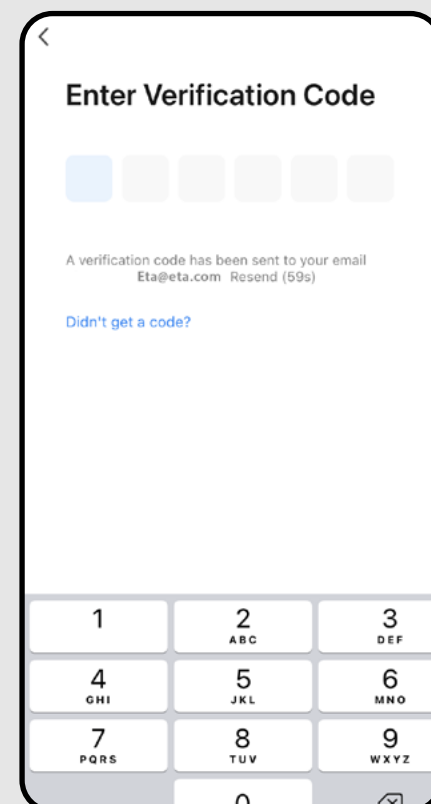 Enter Verification Code
A verification code has been sent to your email
Eta@eta.com Resend (59s)
Didn't get a code?
1 2 3
ABC DEF
4 5 6
GHI JKL MNO
7 8 9
PQRS TUV WXYZ
0